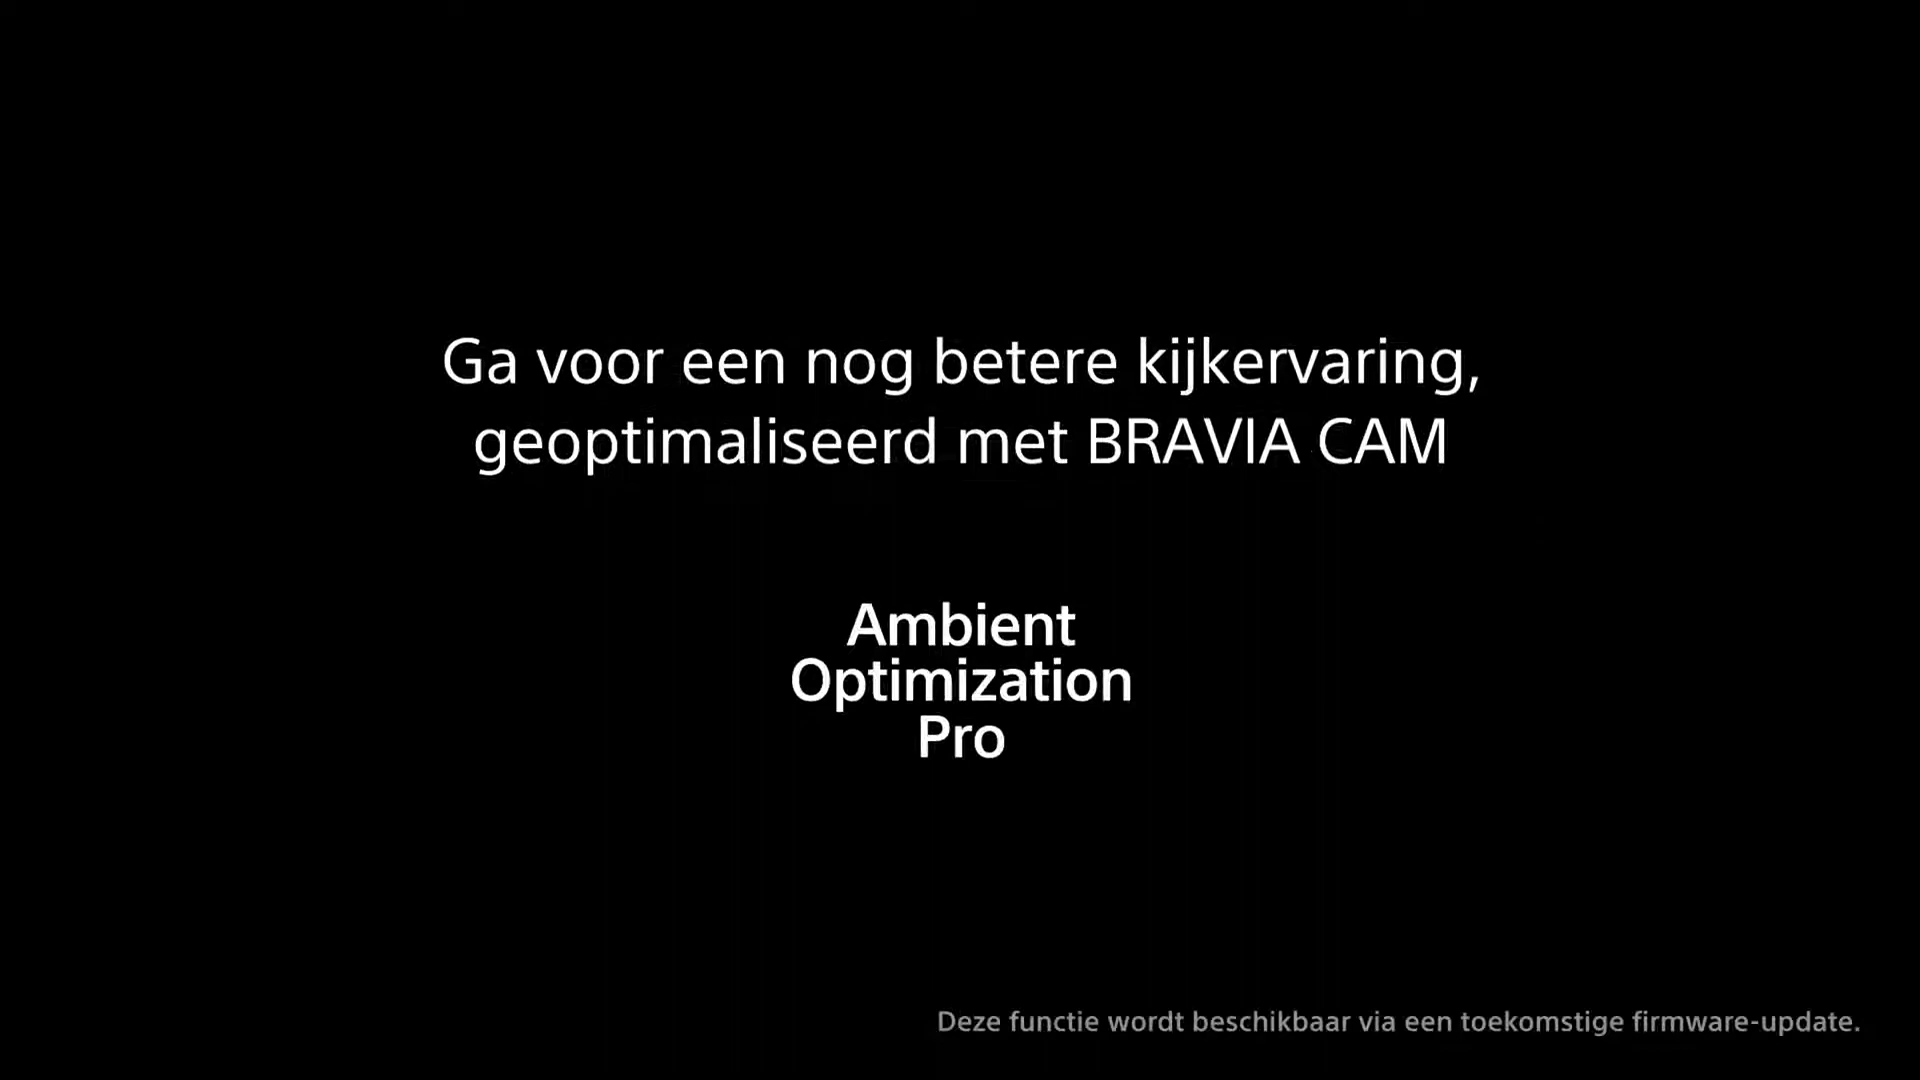 Ga voor een nog betere kijkervaring,
geoptimaliseerd met BRAVIA CAM
Ambient
Optimization
Pro
Deze functie wordt beschikbaar via een toekomstige firmware-update.